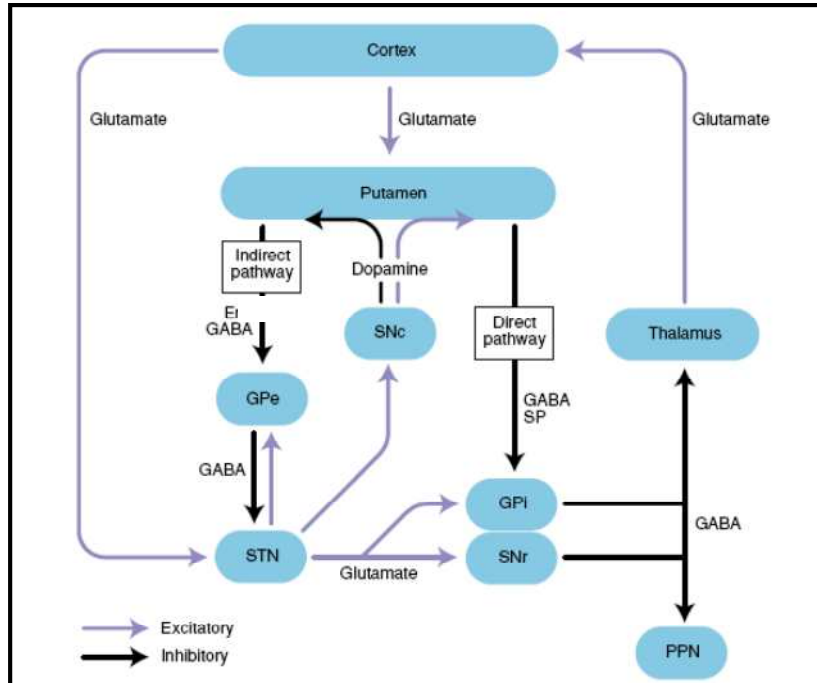 Cortex
Glutamate
Glutamate
Glutamate
Putamen
Indirect
pathway
Dopamine
GABA
SNc
Direct
pathway
Thalamus
GPe
GABA
SP
GABA
GPi
GABA
STN
SNr
Glutamate
Excitatory
Inhibitory
PPN